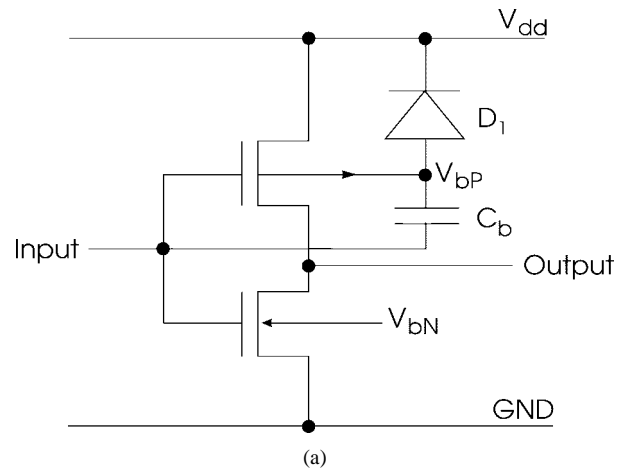 Vdd
D1
VbP
Cb
Input
Output
VbN
GND
(a)